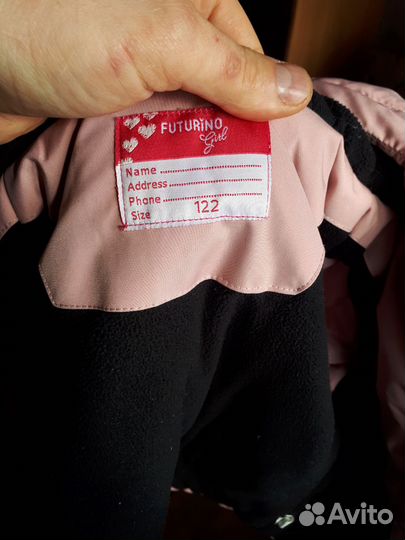 FUTURINO
Girl
Name
Address
Phone
Size 122
Avito